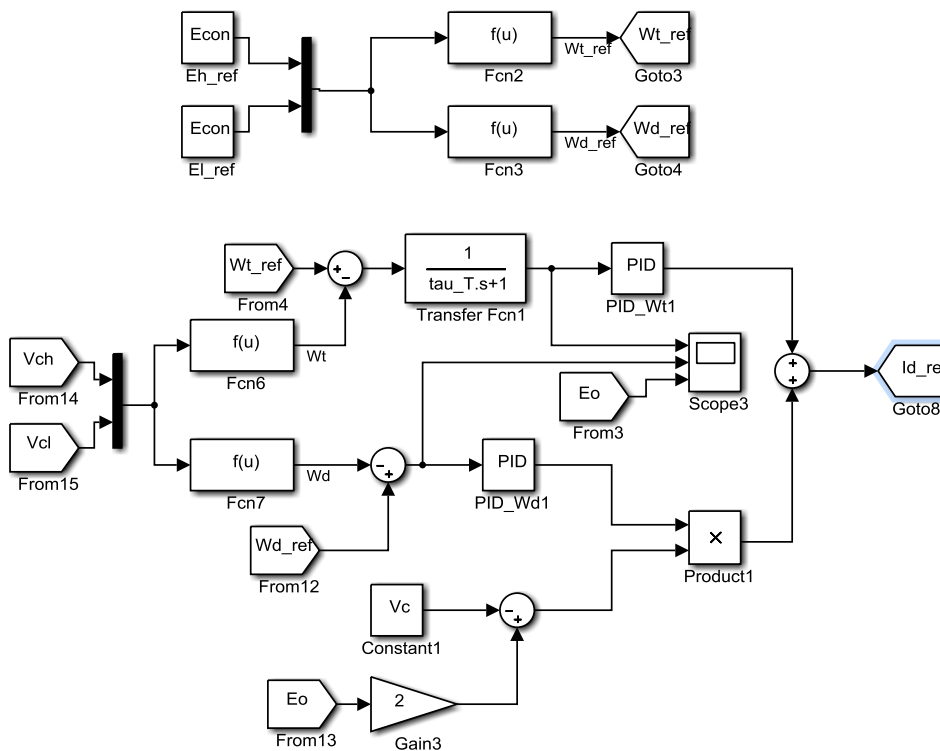 Econ
Eh_ref
f(u)
Fcn2
Wt_ref
Wt_ref
Goto3
Econ
El_ref
f(u)
Fcn3
Wd_ref
Wd_ref
Goto4
Wt_ref
From4
+
−
1
tau_T.s+1
Transfer Fcn1
PID
PID_Wt1
Vch
From14
f(u)
Fcn6
Wt
Scope3
Eo
From3
+
+
Id_re
Goto8
Vcl
From15
f(u)
Fcn7
Wd
−
+
PID
PID_Wd1
Wd_ref
From12
×
Product1
Vc
Constant1
−
+
Eo
From13
2
Gain3